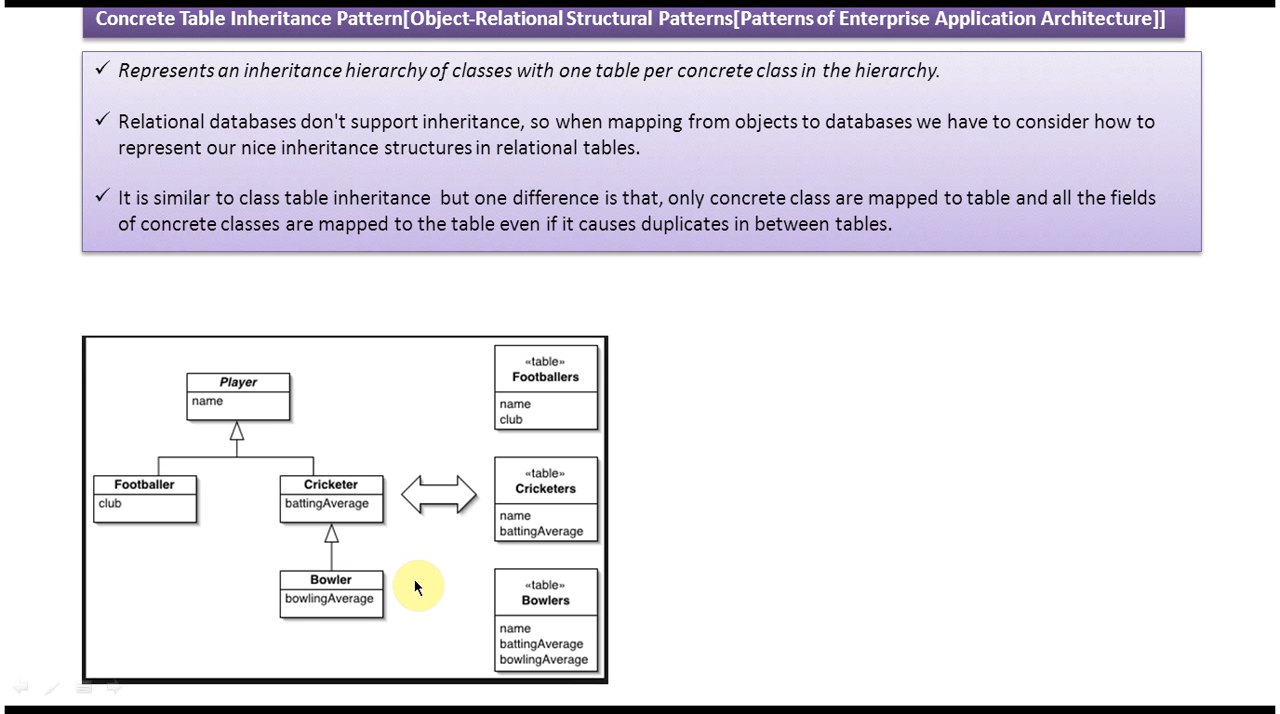 Concrete Table Inheritance Pattern[Object-Relational Structural Patterns[Patterns of Enterprise Application Architecture]]
✓ Represents an inheritance hierarchy of classes with one table per concrete class in the hierarchy.
✓ Relational databases don't support inheritance, so when mapping from objects to databases we have to consider how to
represent our nice inheritance structures in relational tables.
✓ It is similar to class table inheritance but one difference is that, only concrete class are mapped to table and all the fields
of concrete classes are mapped to the table even if it causes duplicates in between tables.
Player
name
Footballer
club
Cricketer
battingAverage
Bowler
bowlingAverage
«table»
Footballers
name
club
«table»
Cricketers
name
battingAverage
«table»
Bowlers
name
battingAverage
bowlingAverage